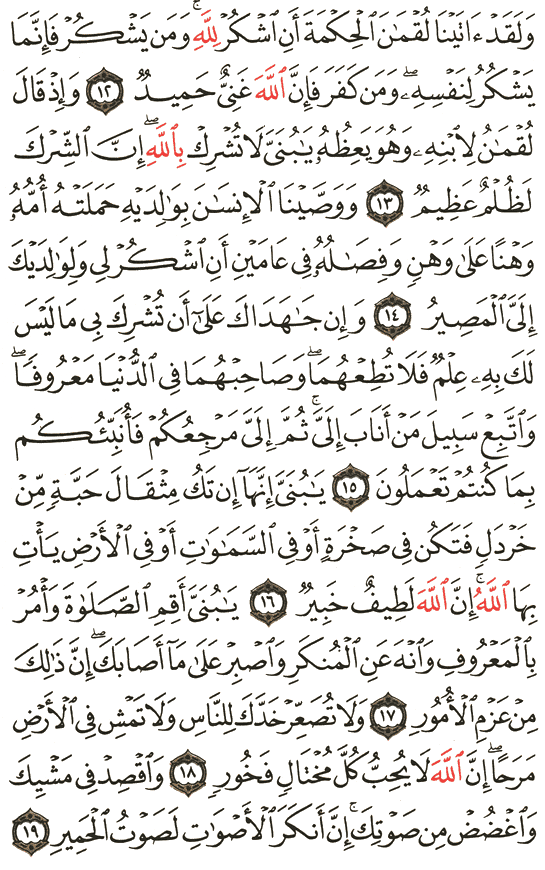 وَلَقَدْ ءَاتَيْنَا لُقْمَٰنَ ٱلْحِكْمَةَ أَنِ ٱشْكُرْ لِلَّهِ ۚ وَمَن يَشْكُرْ فَإِنَّمَا
يَشْكُرُ لِنَفْسِهِۦ ۖ وَمَن كَفَرَ فَإِنَّ ٱللَّهَ غَنِىٌّ حَمِيدٌ ١٢ وَإِذْ قَالَ
لُقْمَٰنُ لِٱبْنِهِۦ وَهُوَ يَعِظُهُۥ يَٰبُنَىَّ لَا تُشْرِكْ بِٱللَّهِ ۖ إِنَّ ٱلشِّرْكَ
لَظُلْمٌ عَظِيمٌ ١٣ وَوَصَّيْنَا ٱلْإِنسَٰنَ بِوَٰلِدَيْهِ حَمَلَتْهُ أُمُّهُۥ
وَهْنًا عَلَىٰ وَهْنٍ وَفِصَٰلُهُۥ فِى عَامَيْنِ أَنِ ٱشْكُرْ لِى وَلِوَٰلِدَيْكَ
إِلَىَّ ٱلْمَصِيرُ ١٤ وَإِن جَٰهَدَاكَ عَلَىٰٓ أَن تُشْرِكَ بِى مَا لَيْسَ
لَكَ بِهِۦ عِلْمٌ فَلَا تُطِعْهُمَا ۖ وَصَاحِبْهُمَا فِى ٱلدُّنْيَا مَعْرُوفًا ۖ
وَٱتَّبِعْ سَبِيلَ مَنْ أَنَابَ إِلَىَّ ۚ ثُمَّ إِلَىَّ مَرْجِعُكُمْ فَأُنَبِّئُكُم
بِمَا كُنتُمْ تَعْمَلُونَ ١٥ يَٰبُنَىَّ إِنَّهَآ إِن تَكُ مِثْقَالَ حَبَّةٍ مِّنْ
خَرْدَلٍ فَتَكُن فِى صَخْرَةٍ أَوْ فِى ٱلسَّمَٰوَٰتِ أَوْ فِى ٱلْأَرْضِ يَأْتِ
بِهَا ٱللَّهُ ۚ إِنَّ ٱللَّهَ لَطِيفٌ خَبِيرٌ ١٦ يَٰبُنَىَّ أَقِمِ ٱلصَّلَوٰةَ وَأْمُرْ
بِٱلْمَعْرُوفِ وَٱنْهَ عَنِ ٱلْمُنكَرِ وَٱصْبِرْ عَلَىٰ مَآ أَصَابَكَ ۖ إِنَّ ذَٰلِكَ
مِنْ عَزْمِ ٱلْأُمُورِ ١٧ وَلَا تُصَعِّرْ خَدَّكَ لِلنَّاسِ وَلَا تَمْشِ فِى ٱلْأَرْضِ
مَرَحًا ۖ إِنَّ ٱللَّهَ لَا يُحِبُّ كُلَّ مُخْتَالٍ فَخُورٍ ١٨ وَٱقْصِدْ فِى مَشْيِكَ
وَٱغْضُضْ مِن صَوْتِكَ ۚ إِنَّ أَنكَرَ ٱلْأَصْوَٰتِ لَصَوْتُ ٱلْحَمِيرِ ١٩